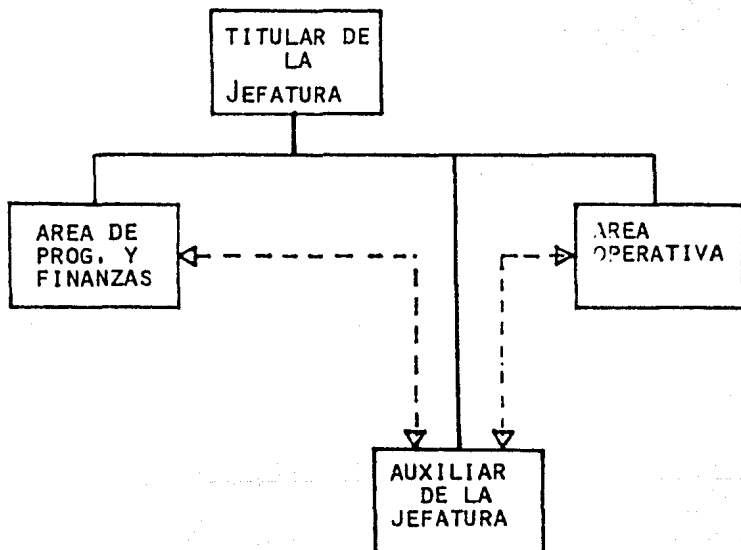 TITULAR DE
LA
JEFATURA
AREA DE
PROG. Y
FINANZAS
AREA
OPERATIVA
AUXILIAR
DE LA
JEFATURA